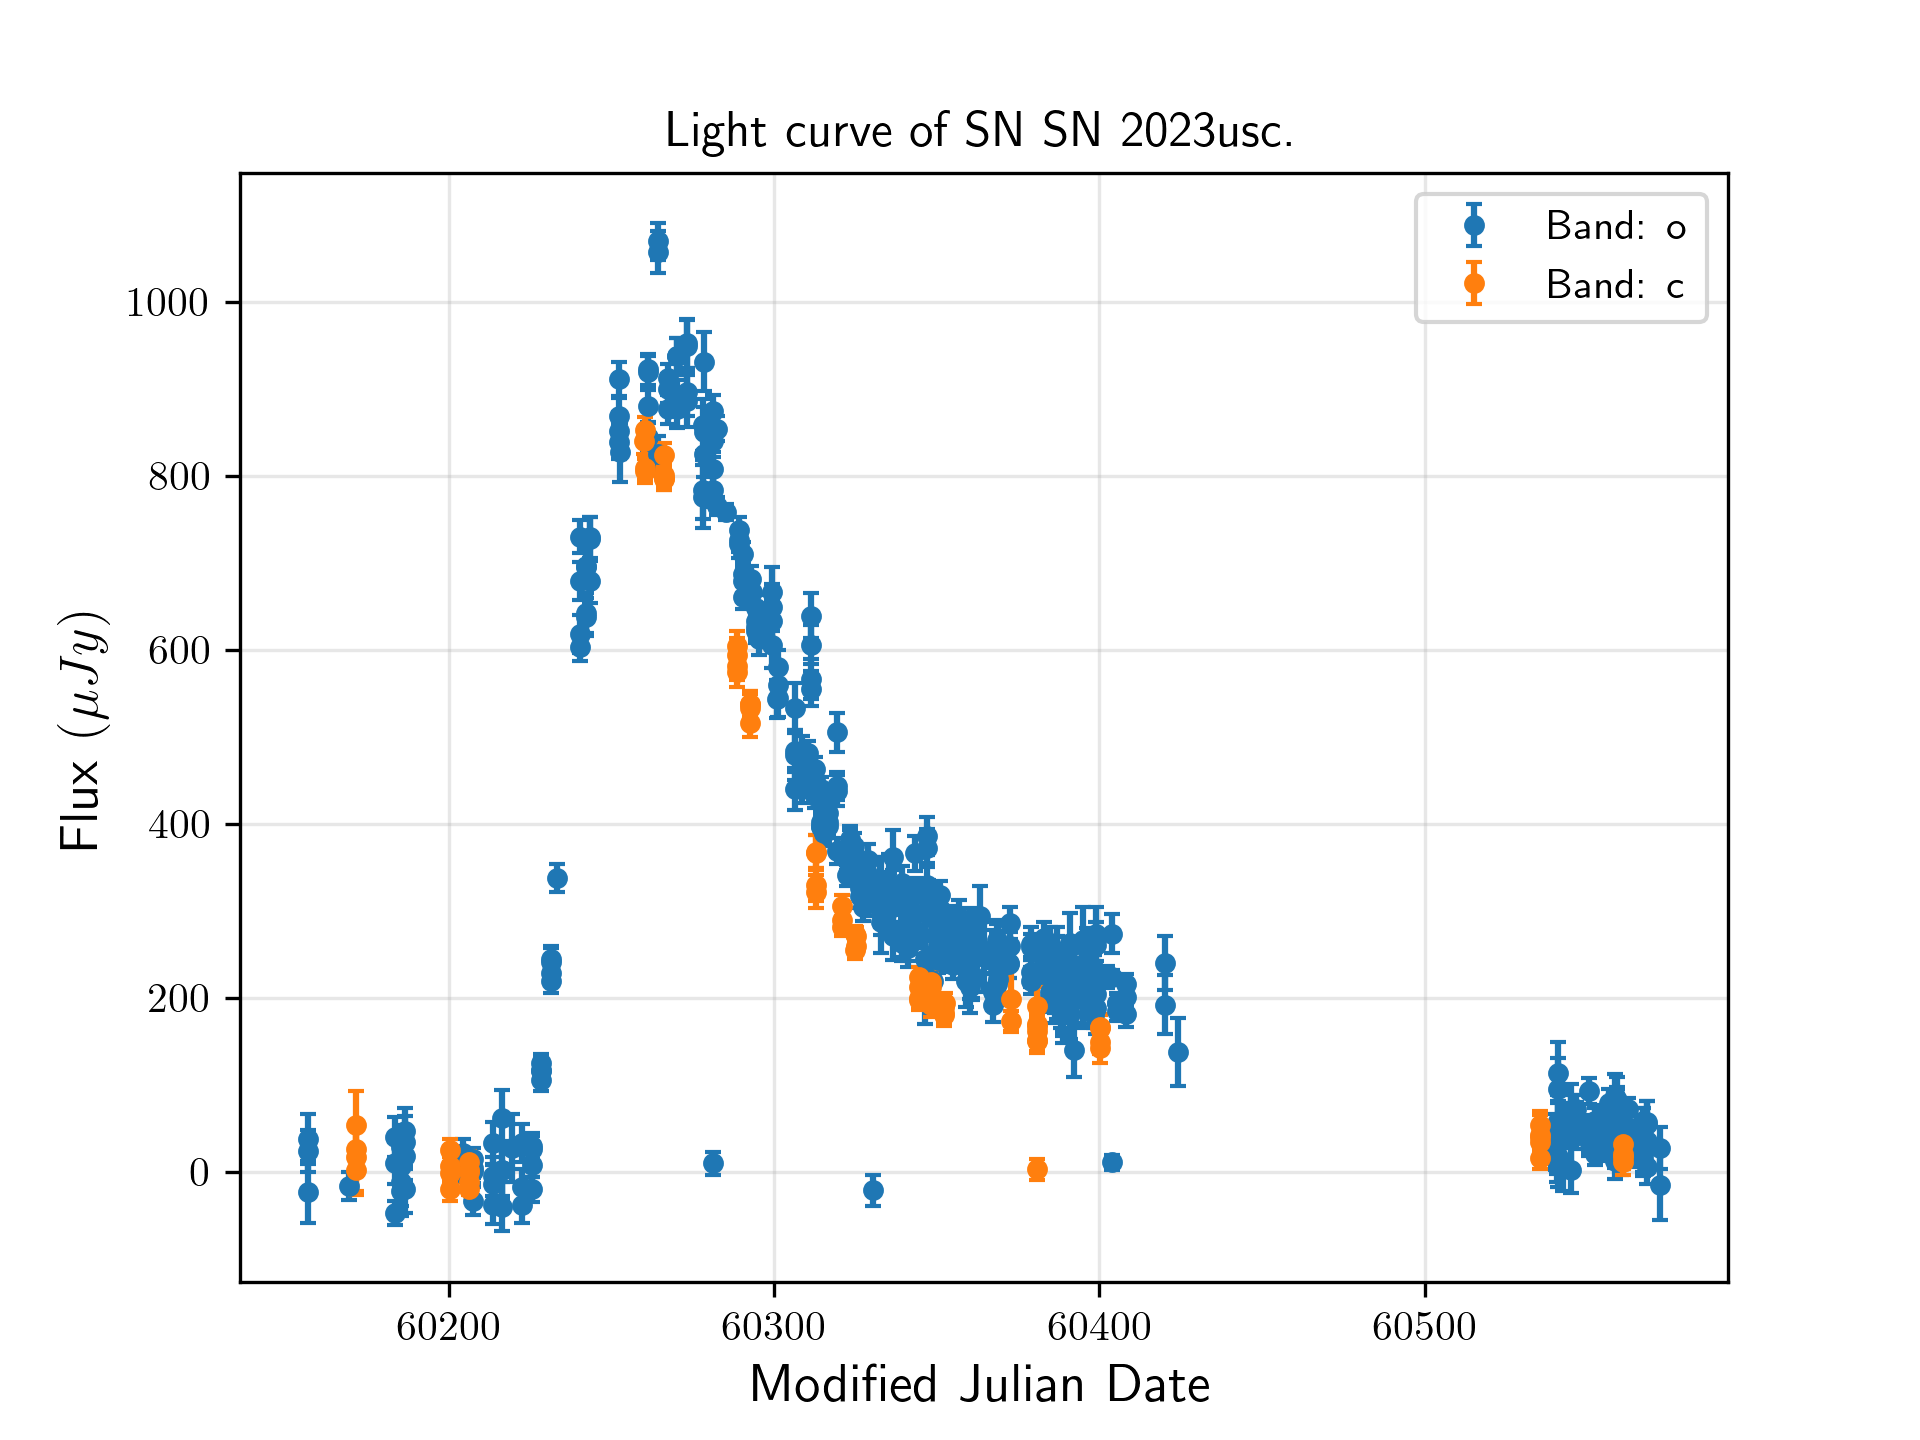 Light curve of SN SN 2023usc.
Band: o
Band: c
1000
800
600
400
200
0
Flux (μJy)
60200
60300
60400
60500
Modified Julian Date